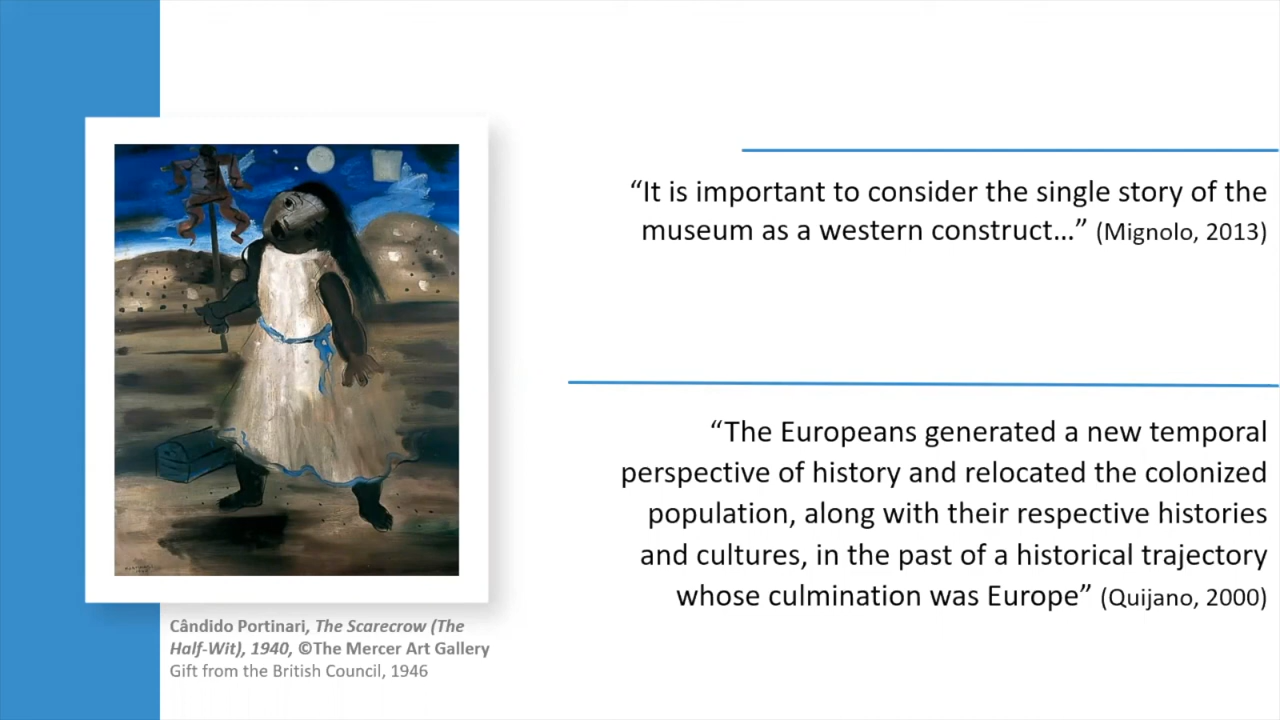 “It is important to consider the single story of the
museum as a western construct...” (Mignolo, 2013)
“The Europeans generated a new temporal
perspective of history and relocated the colonized
population, along with their respective histories
and cultures, in the past of a historical trajectory
whose culmination was Europe” (Quijano, 2000)
Cândido Portinari, The Scarecrow (The
Half-Wit), 1940, ©The Mercer Art Gallery
Gift from the British Council, 1946